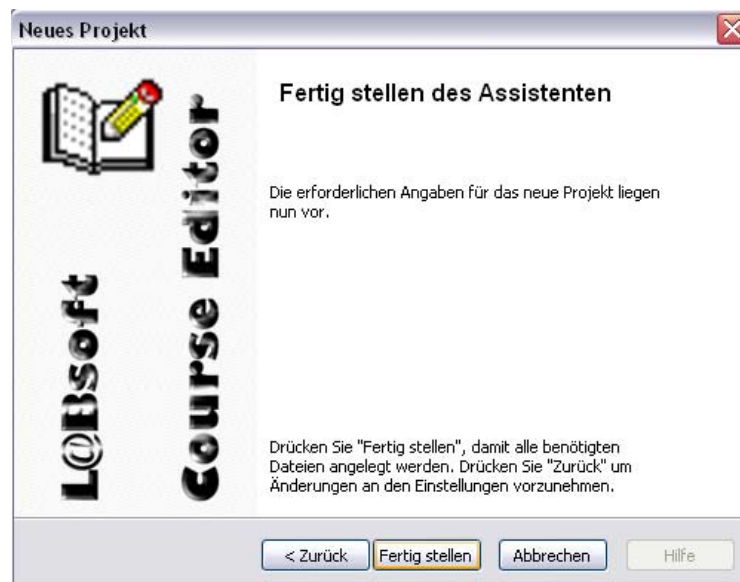 Neues Projekt
L@Bsoft
Course Editor
Fertig stellen des Assistenten
Die erforderlichen Angaben für das neue Projekt liegen
nun vor.
Drücken Sie "Fertig stellen", damit alle benötigten
Dateien angelegt werden. Drücken Sie "Zurück" um
Änderungen an den Einstellungen vorzunehmen.
< Zurück Fertig stellen Abbrechen Hilfe